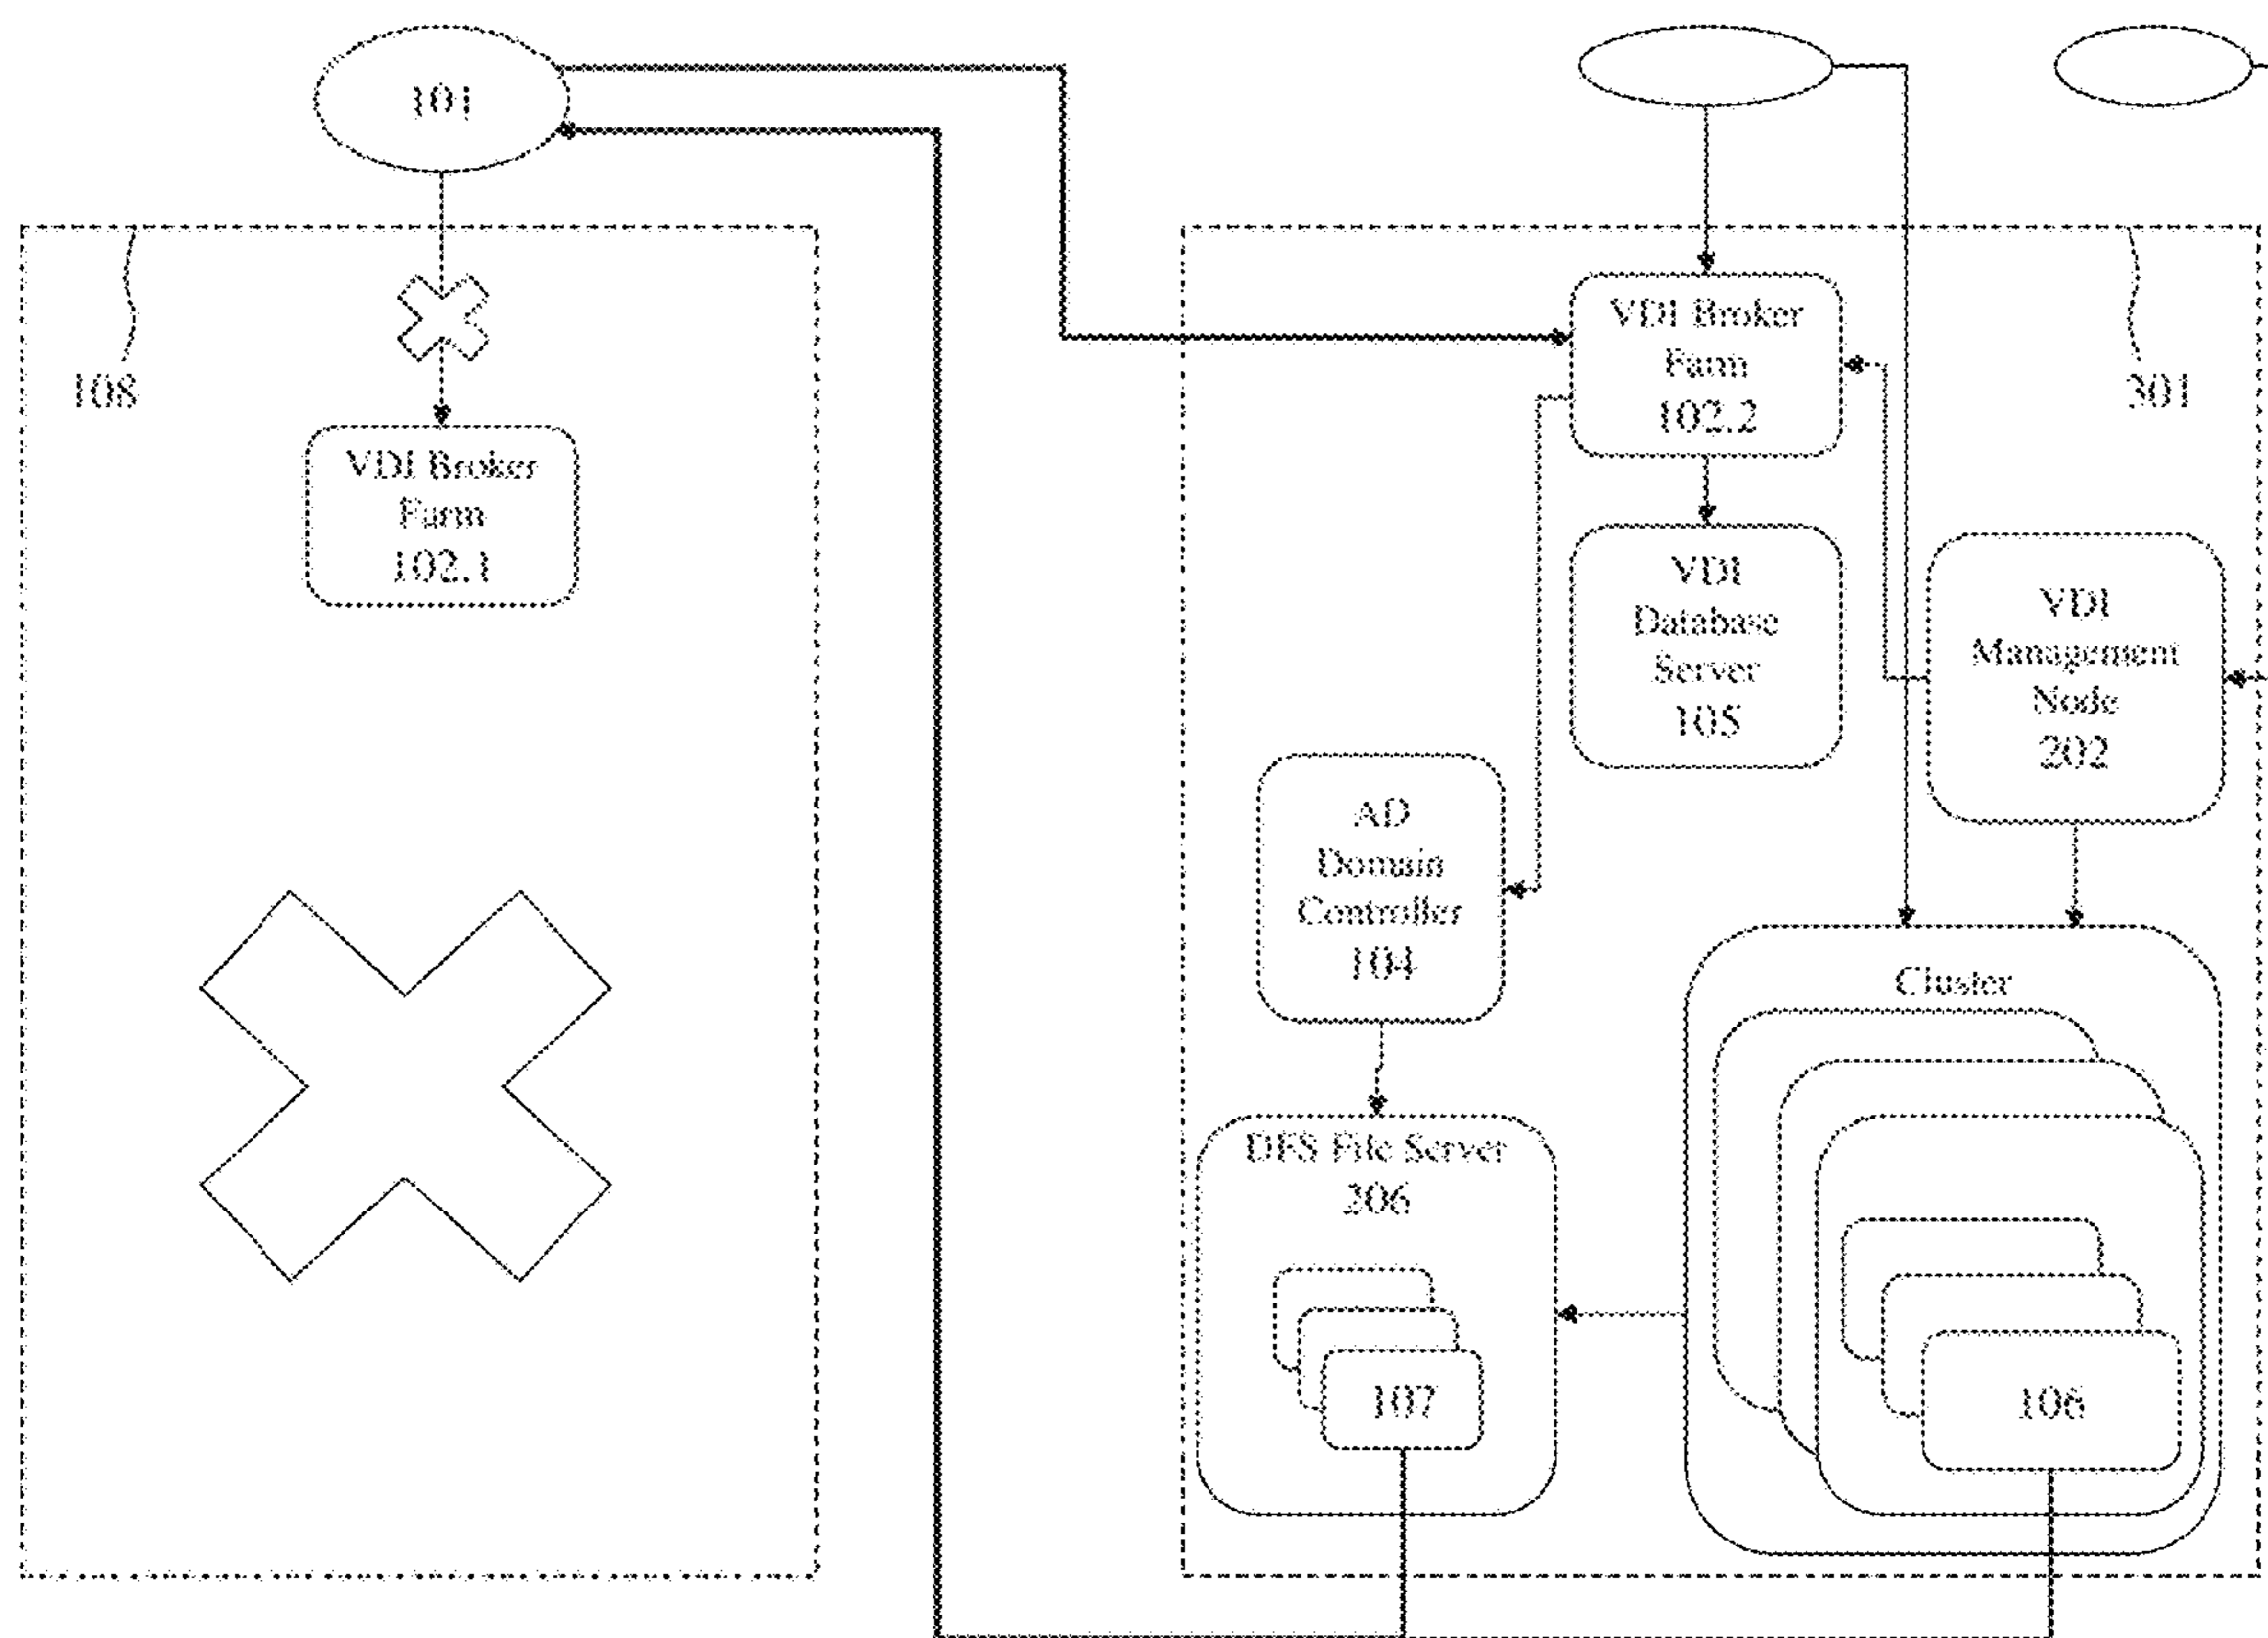 101
108
VDI Broker
Farm
102.1
VDI Broker
Farm
102.2
301
VDI
Database
Server
105
VDI
Management
Node
202
AD
Domain
Controller
104
Cluster
DFS File Server
206
107
106